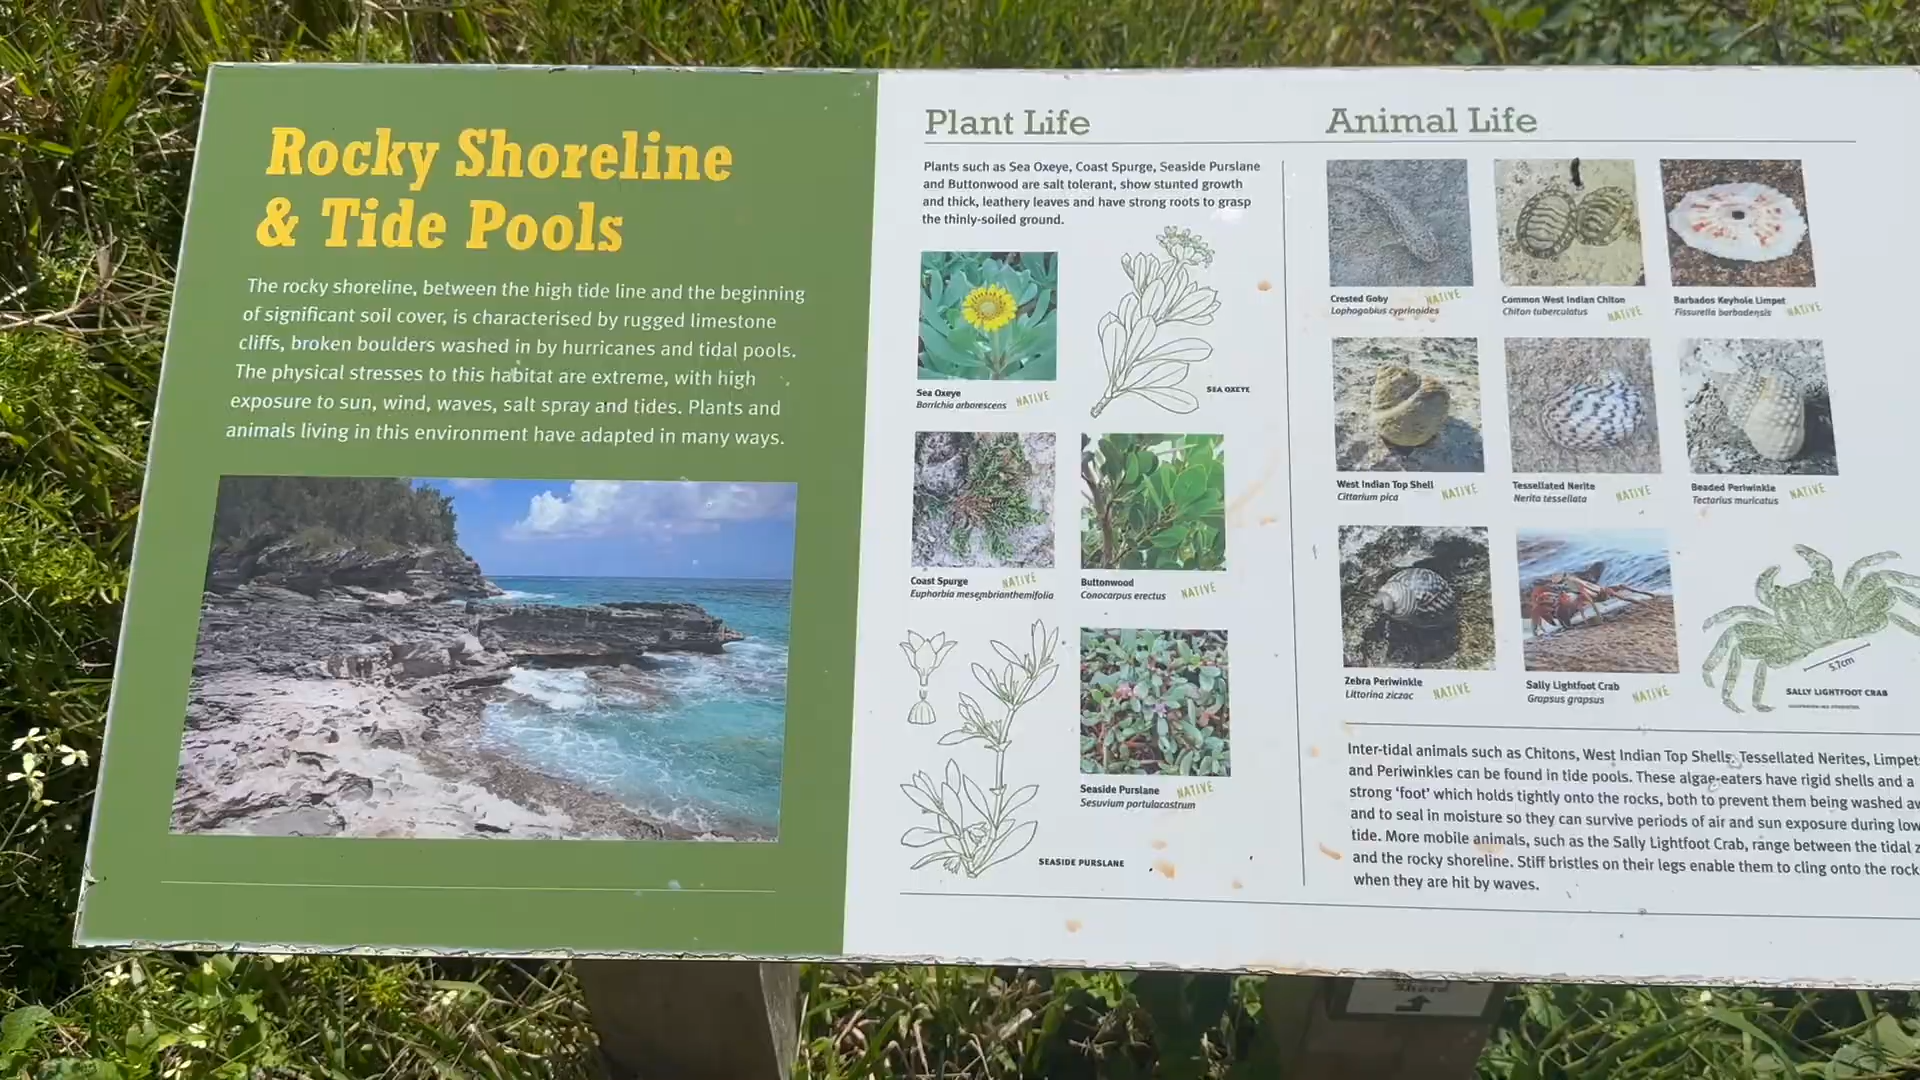 Rocky Shoreline
& Tide Pools
The rocky shoreline, between the high tide line and the beginning
of significant soil cover, is characterised by rugged limestone
cliffs, broken boulders washed in by hurricanes and tidal pools.
The physical stresses to this habitat are extreme, with high
exposure to sun, wind, waves, salt spray and tides. Plants and
animals living in this environment have adapted in many ways.
Plant Life
Plants such as Sea Oxeye, Coast Spurge, Seaside Purslane
and Buttonwood are salt tolerant, show stunted growth
and thick, leathery leaves and have strong roots to grasp
the thinly-soiled ground.
Sea Oxeye
Borrichia arborescens
NATIVE
SEA OXEYE
Coast Spurge
Euphorbia mesembrianthemifolia
NATIVE
Buttonwood
Conocarpus erectus
NATIVE
Seaside Purslane
Sesuvium portulacastrum
NATIVE
SEASIDE PURSLANE
Animal Life
Crested Goby
Lophogobius cyprinoides
NATIVE
Common West Indian Chiton
Chiton tuberculatus
NATIVE
Barbados Keyhole Limpet
Fissurella barbadensis
NATIVE
West Indian Top Shell
Cittarium pica
NATIVE
Tessellated Nerite
Nerita tessellata
NATIVE
Beaded Periwinkle
Tectarius muricatus
NATIVE
Zebra Periwinkle
Littorina ziczac
NATIVE
Sally Lightfoot Crab
Grapsus grapsus
NATIVE
5.7cm
SALLY LIGHTFOOT CRAB
Inter-tidal animals such as Chitons, West Indian Top Shells, Tessellated Nerites, Limpet
and Periwinkles can be found in tide pools. These algae-eaters have rigid shells and a
strong ‘foot’ which holds tightly onto the rocks, both to prevent them being washed
and to seal in moisture so they can survive periods of air and sun exposure during low
tide. More mobile animals, such as the Sally Lightfoot Crab, range between the tidal
and the rocky shoreline. Stiff bristles on their legs enable them to cling onto the rock
when they are hit by waves.
Shore